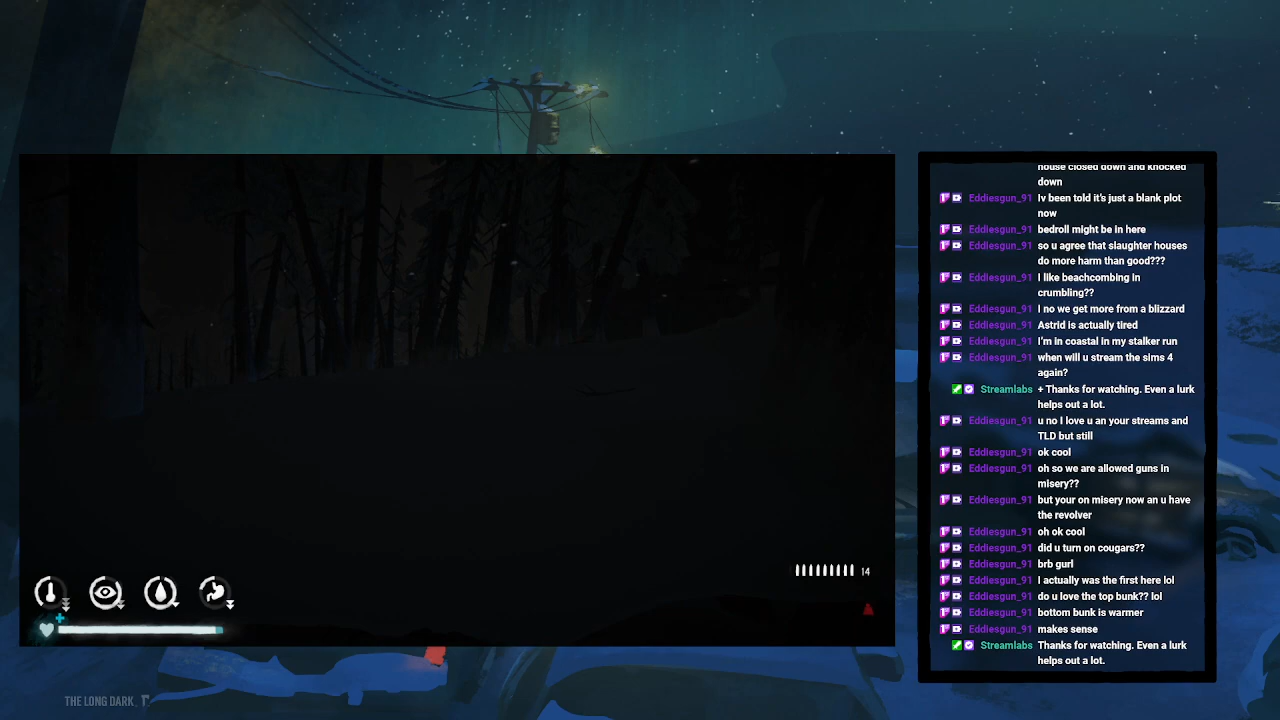 house closed down and knocked
down
Eddiesgun_91 Iv been told it's just a blank plot
now
Eddiesgun_91 bedroll might be in here
Eddiesgun_91 so u agree that slaughter houses
do more harm than good???
Eddiesgun_91 I like beachcombing in
crumbling??
Eddiesgun_91 I no we get more from a blizzard
Eddiesgun_91 Astrid is actually tired
Eddiesgun_91 I'm in coastal in my stalker run
Eddiesgun_91 when will u stream the sims 4
again?
Streamlabs + Thanks for watching. Even a lurk
helps out a lot.
Eddiesgun_91 u no I love u an your streams and
TLD but still
Eddiesgun_91 ok cool
Eddiesgun_91 oh so we are allowed guns in
misery??
Eddiesgun_91 but your on misery now an u have
the revolver
Eddiesgun_91 oh ok cool
Eddiesgun_91 did u turn on cougars??
Eddiesgun_91 brb gurl
Eddiesgun_91 I actually was the first here lol
Eddiesgun_91 do u love the top bunk?? lol
Eddiesgun_91 bottom bunk is warmer
Eddiesgun_91 makes sense
Streamlabs Thanks for watching. Even a lurk
helps out a lot.
14
THE LONG DARK